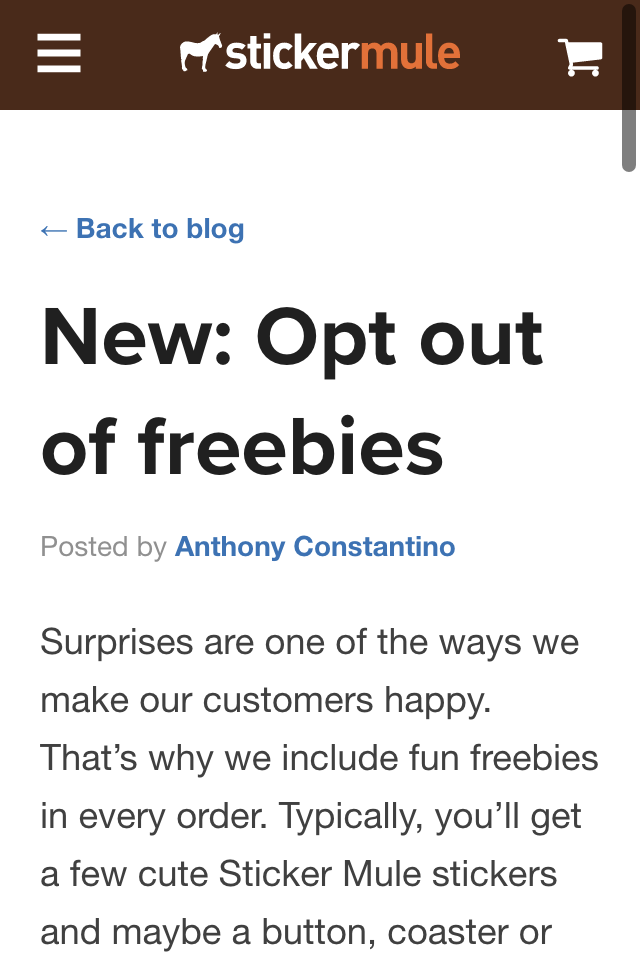 stickermule
← Back to blog
New: Opt out
of freebies
Posted by Anthony Constantino
Surprises are one of the ways we
make our customers happy.
That’s why we include fun freebies
in every order. Typically, you’ll get
a few cute Sticker Mule stickers
and maybe a button, coaster or